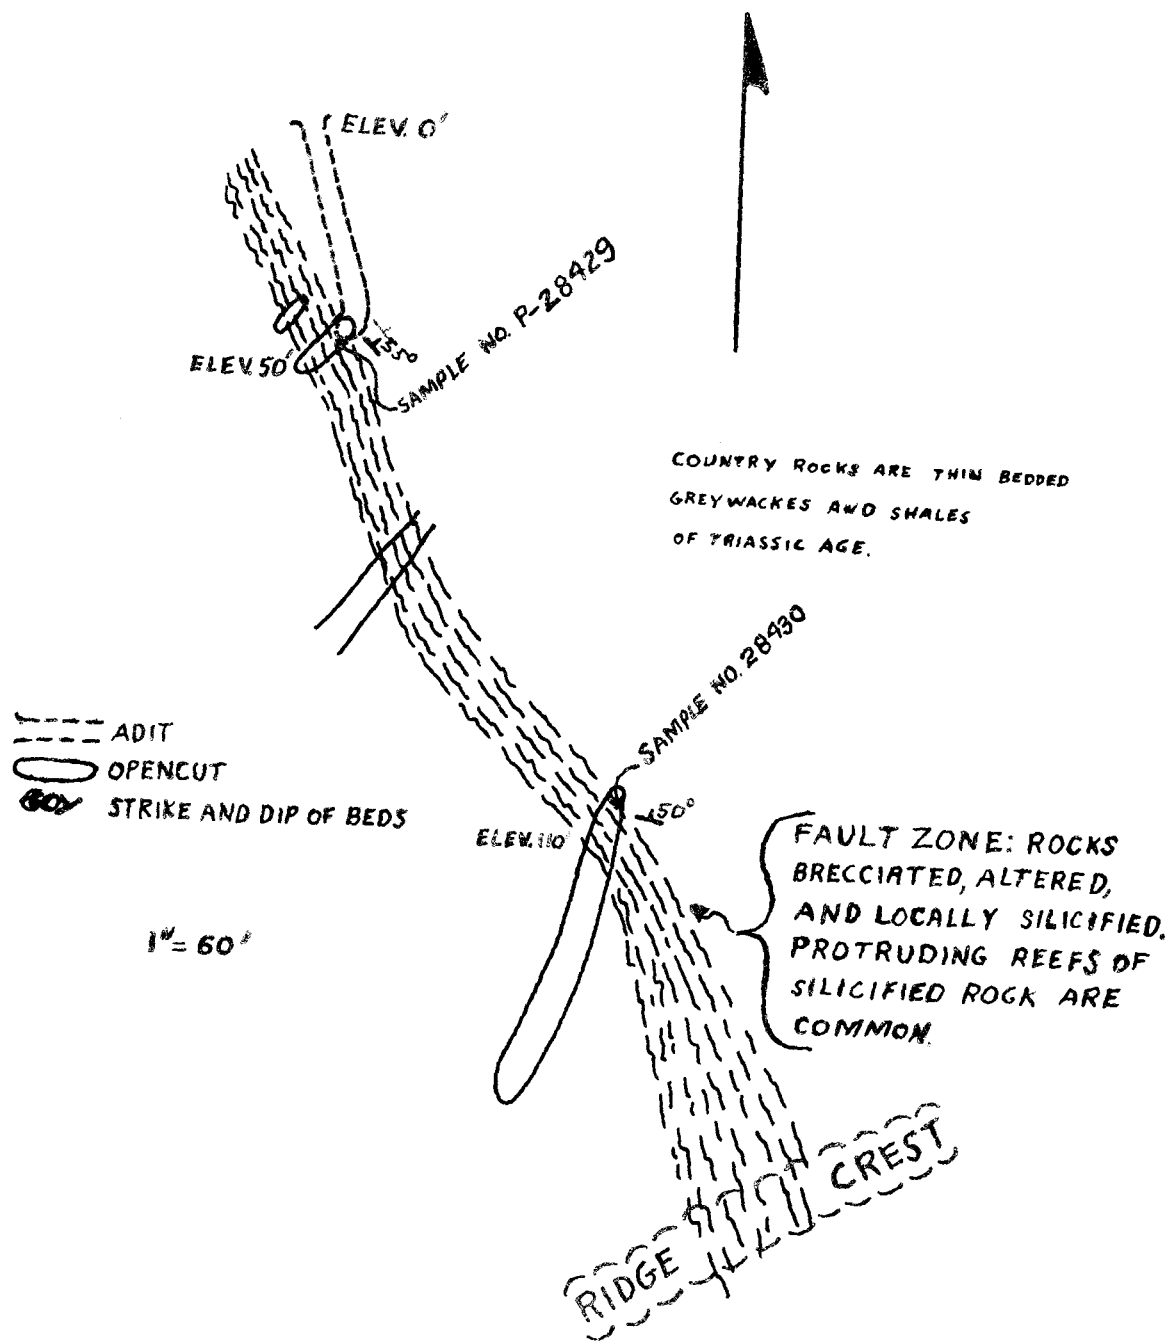 ELEV. 0'
SAMPLE NO. P-28429
55°
ELEV. 50'
COUNTRY ROCKS ARE THIN BEDDED
GREYWACKES AND SHALES
OF TRIASSIC AGE.
SAMPLE NO. 28430
ADIT
OPENCUT
STRIKE AND DIP OF BEDS
50°
ELEV. 110'
1" = 60'
FAULT ZONE: ROCKS
BRECCIATED, ALTERED,
AND LOCALLY SILICIFIED.
PROTRUDING REEFS OF
SILICIFIED ROCK ARE
COMMON.
RIDGE CREST